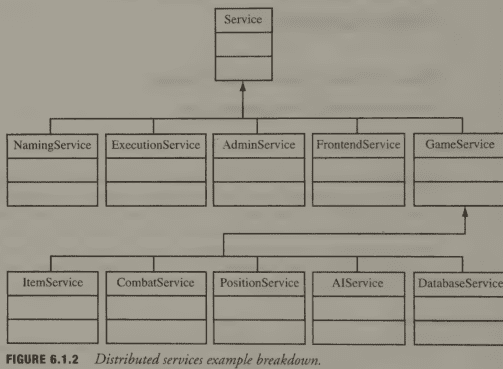 Service
NamingService ExecutionService AdminService FrontendService GameService
ItemService CombatService PositionService AIService DatabaseService
FIGURE 6.1.2 Distributed services example breakdown.